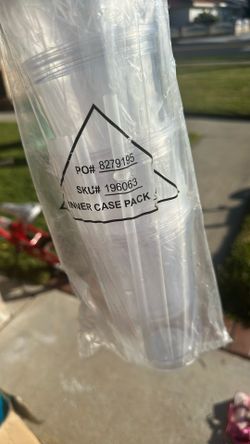 PO# 8279195
SKU# 196063
INNER CASE PACK